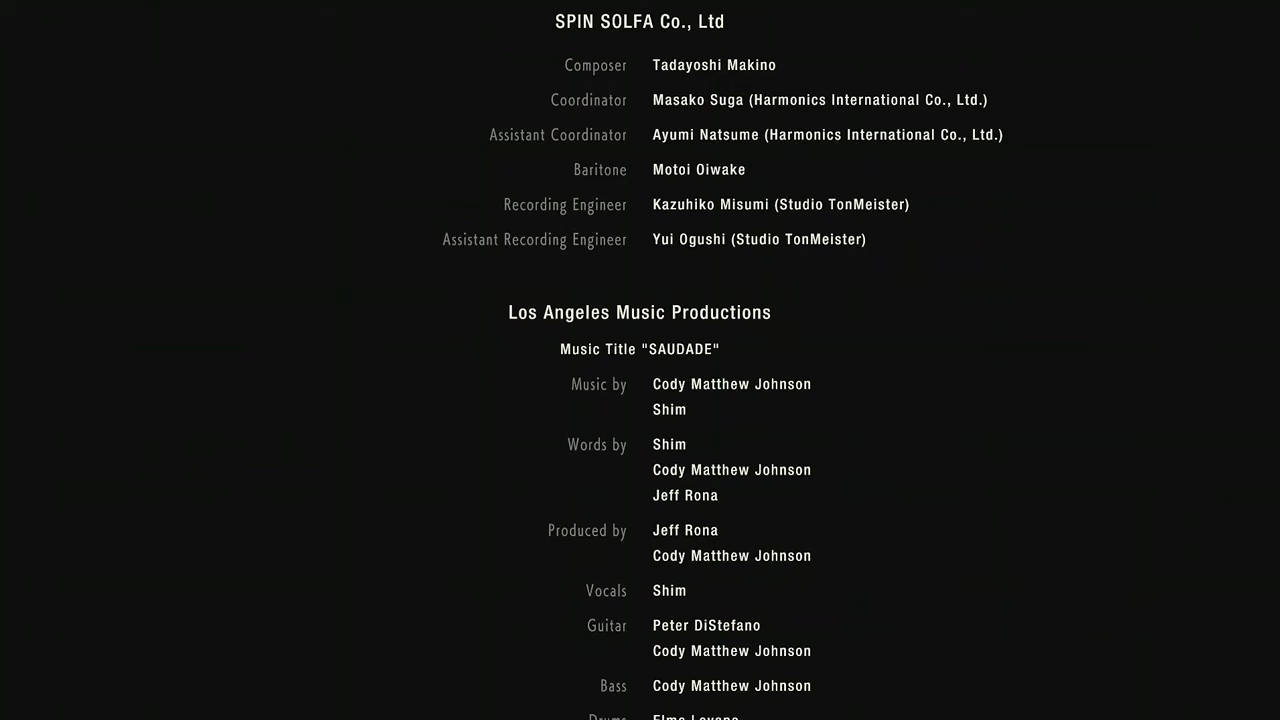 SPIN SOLFA Co., Ltd
Composer Tadayoshi Makino
Coordinator Masako Suga (Harmonics International Co., Ltd.)
Assistant Coordinator Ayumi Natsume (Harmonics International Co., Ltd.)
Baritone Motoi Oiwake
Recording Engineer Kazuhiko Misumi (Studio TonMeister)
Assistant Recording Engineer Yui Ogushi (Studio TonMeister)
Los Angeles Music Productions
Music Title "SAUDADE"
Music by Cody Matthew Johnson
Shim
Words by Shim
Cody Matthew Johnson
Jeff Rona
Produced by Jeff Rona
Cody Matthew Johnson
Vocals Shim
Guitar Peter DiStefano
Cody Matthew Johnson
Bass Cody Matthew Johnson